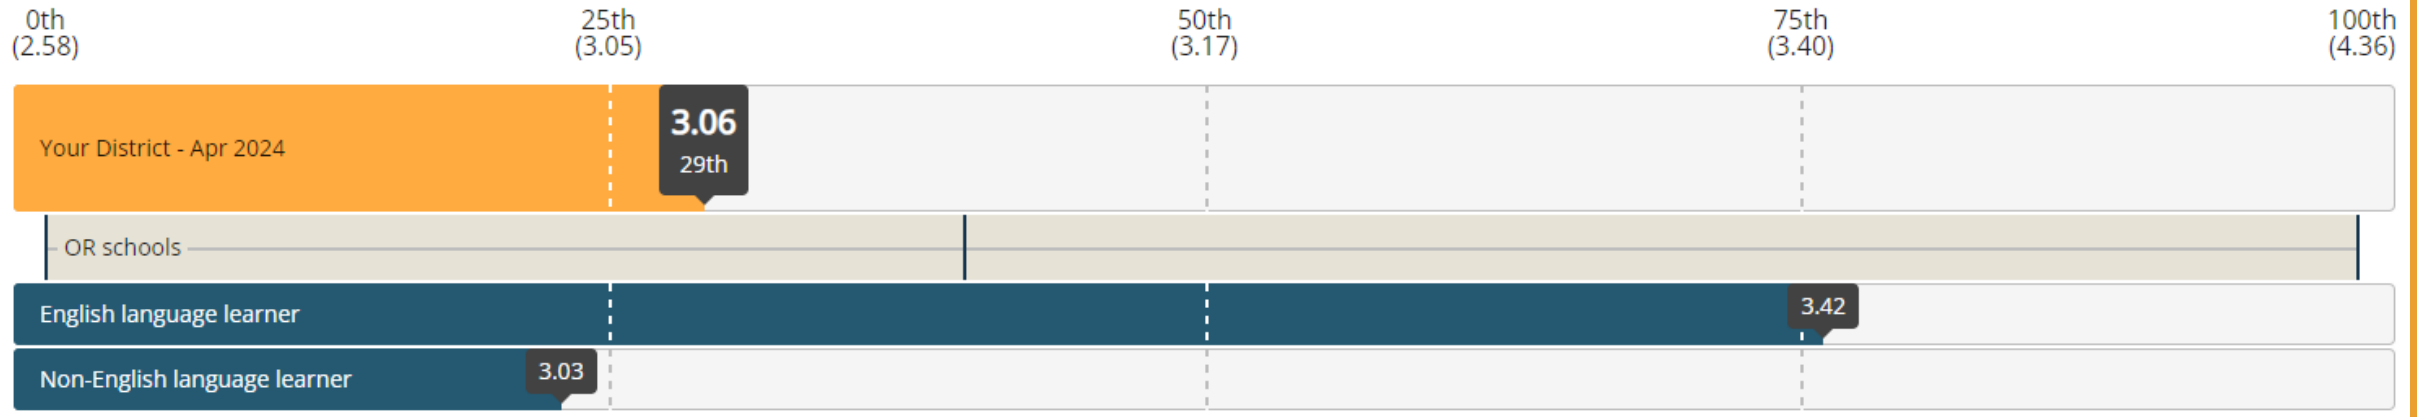 0th 25th 50th 75th 100th
(2.58) (3.05) (3.17) (3.40) (4.36)
3.06
Your District - Apr 2024
29th
OR schools
English language learner 3.42
Non-English language learner 3.03